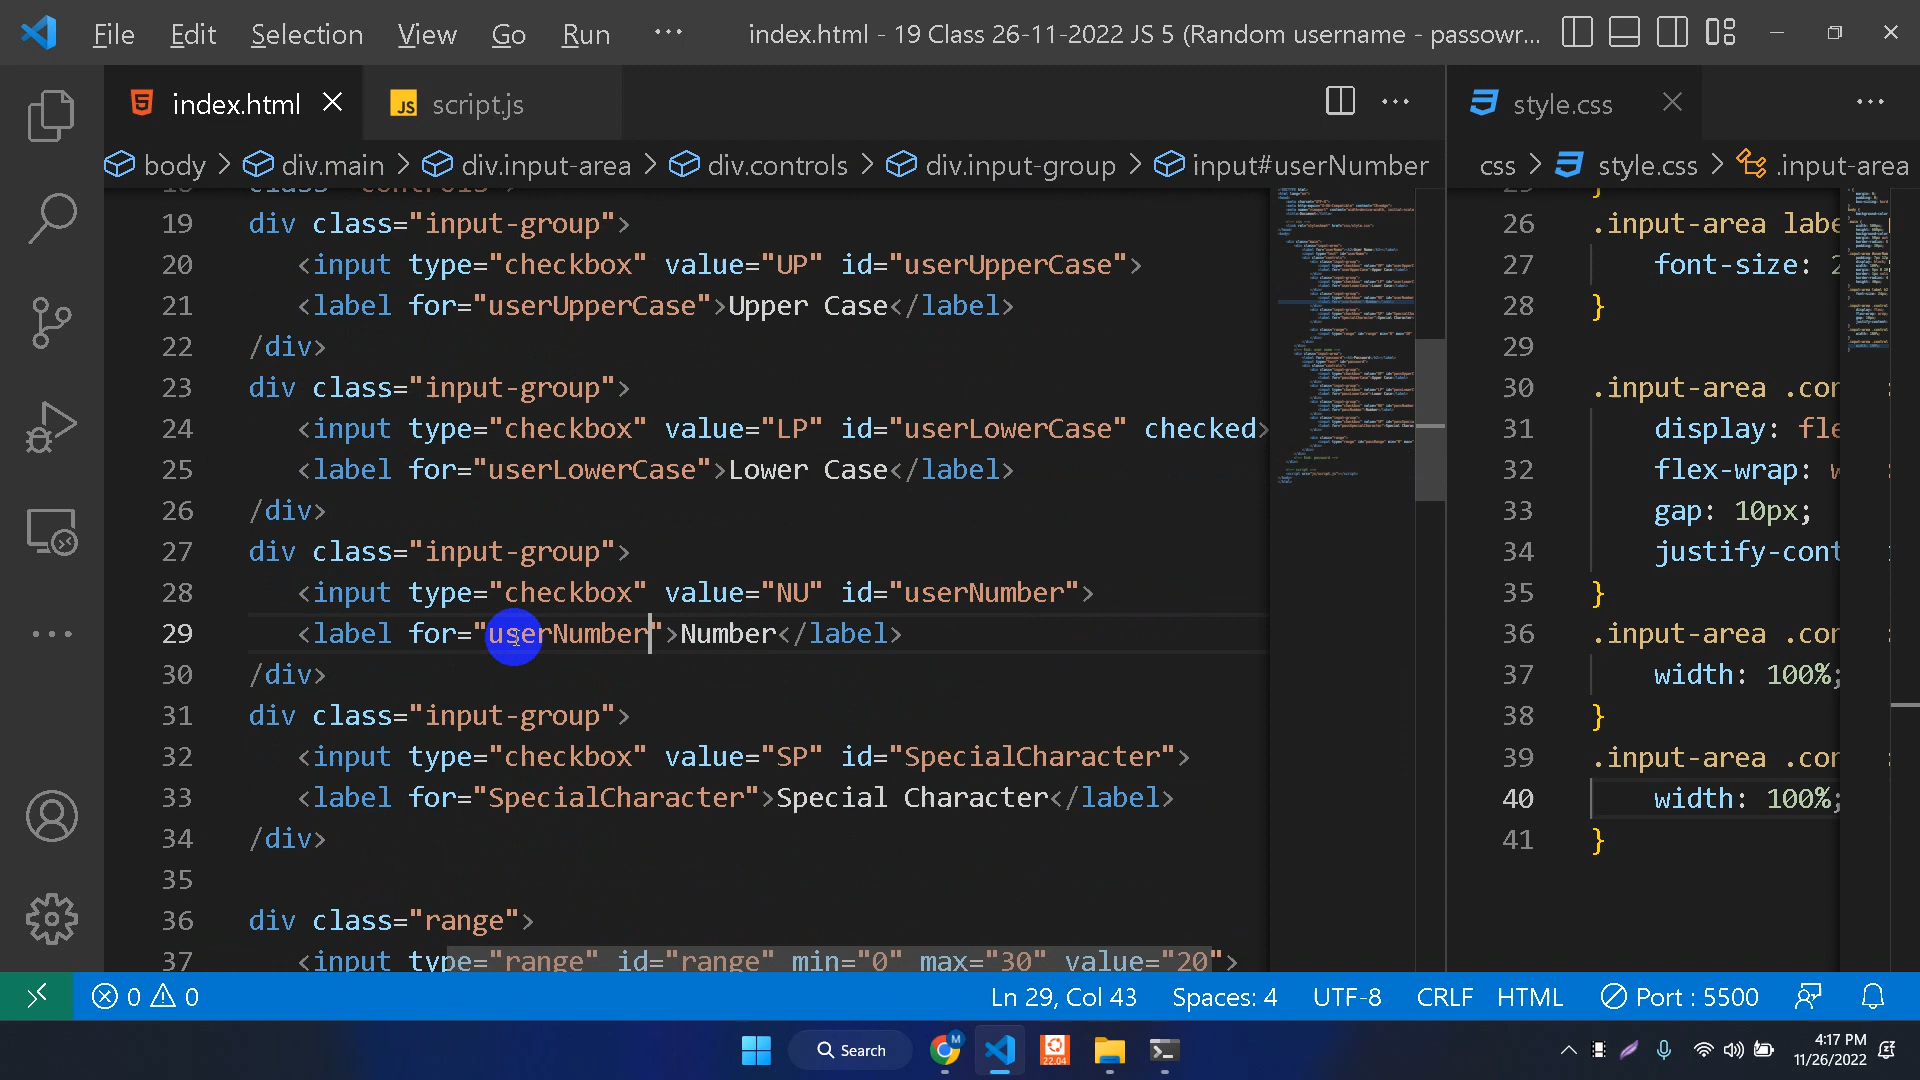 File Edit Selection View Go Run ··· index.html - 19 Class 26-11-2022 JS 5 (Random username - passowr...
index.html
JS script.js
style.css
body > div.main > div.input-area > div.controls > div.input-group > input#userNumber
css > style.css > .input-area
19 div class="input-group">
20 <input type="checkbox" value="UP" id="userUpperCase">
21 <label for="userUpperCase">Upper Case</label>
22 /div>
23 div class="input-group">
24 <input type="checkbox" value="LP" id="userLowerCase" checked>
25 <label for="userLowerCase">Lower Case</label>
26 /div>
27 div class="input-group">
28 <input type="checkbox" value="NU" id="userNumber">
29 <label for="userNumber">Number</label>
30 /div>
31 div class="input-group">
32 <input type="checkbox" value="SP" id="SpecialCharacter">
33 <label for="SpecialCharacter">Special Character</label>
34 /div>
35
36 div class="range">
37 <input type="range" id="range" min="0" max="30" value="20">
26 .input-area labe
27 font-size: 2
28 }
29
30 .input-area .con
31 display: fle
32 flex-wrap: w
33 gap: 10px;
34 justify-cont
35 }
36 .input-area .con
37 width: 100%;
38 }
39 .input-area .con
40 width: 100%;
41 }
0 0 Ln 29, Col 43 Spaces: 4 UTF-8 CRLF HTML Port : 5500
Search
M
22.04
4:17 PM
11/26/2022